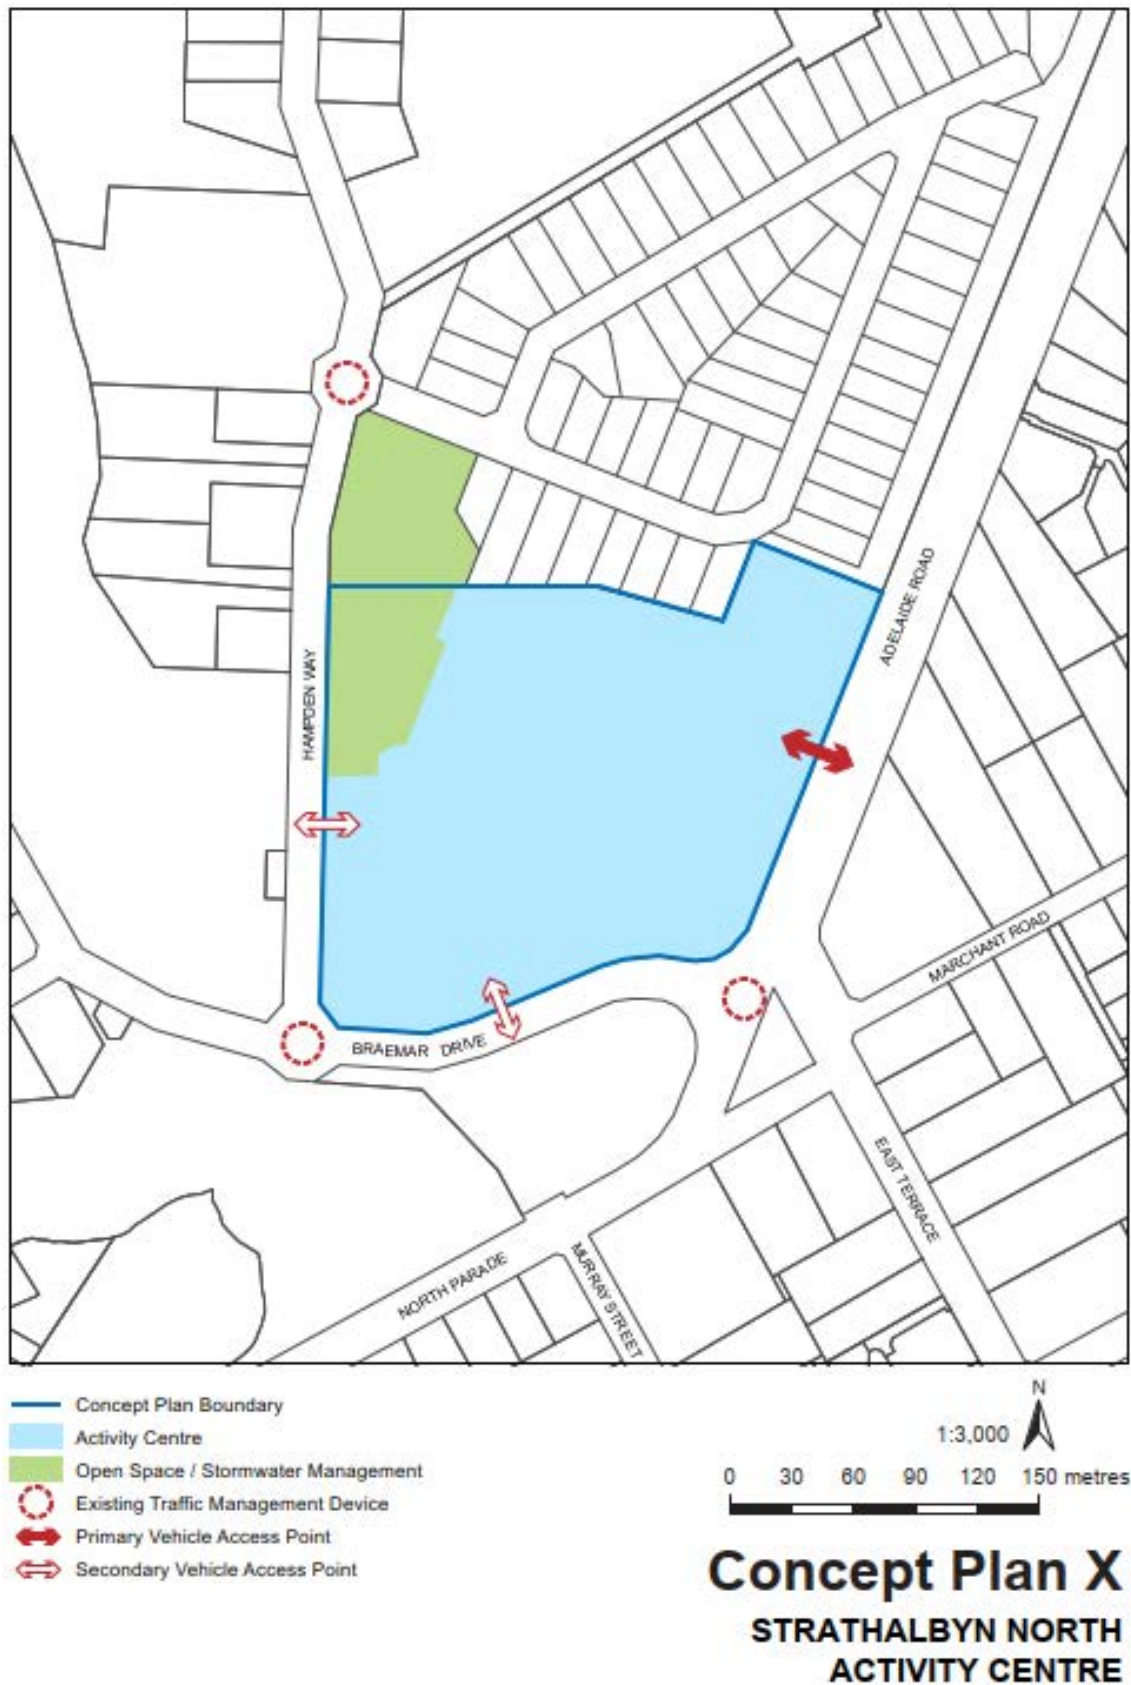 ADELAIDE ROAD
HAMPDEN WAY
MARCHANT ROAD
BRAEMAR DRIVE
EAST TERRACE
NORTH PARADE
MURRAY STREET
Concept Plan Boundary
Activity Centre
Open Space / Stormwater Management
Existing Traffic Management Device
Primary Vehicle Access Point
Secondary Vehicle Access Point
N
1:3,000
0 30 60 90 120 150 metres
Concept Plan X
STRATHALBYN NORTH
ACTIVITY CENTRE